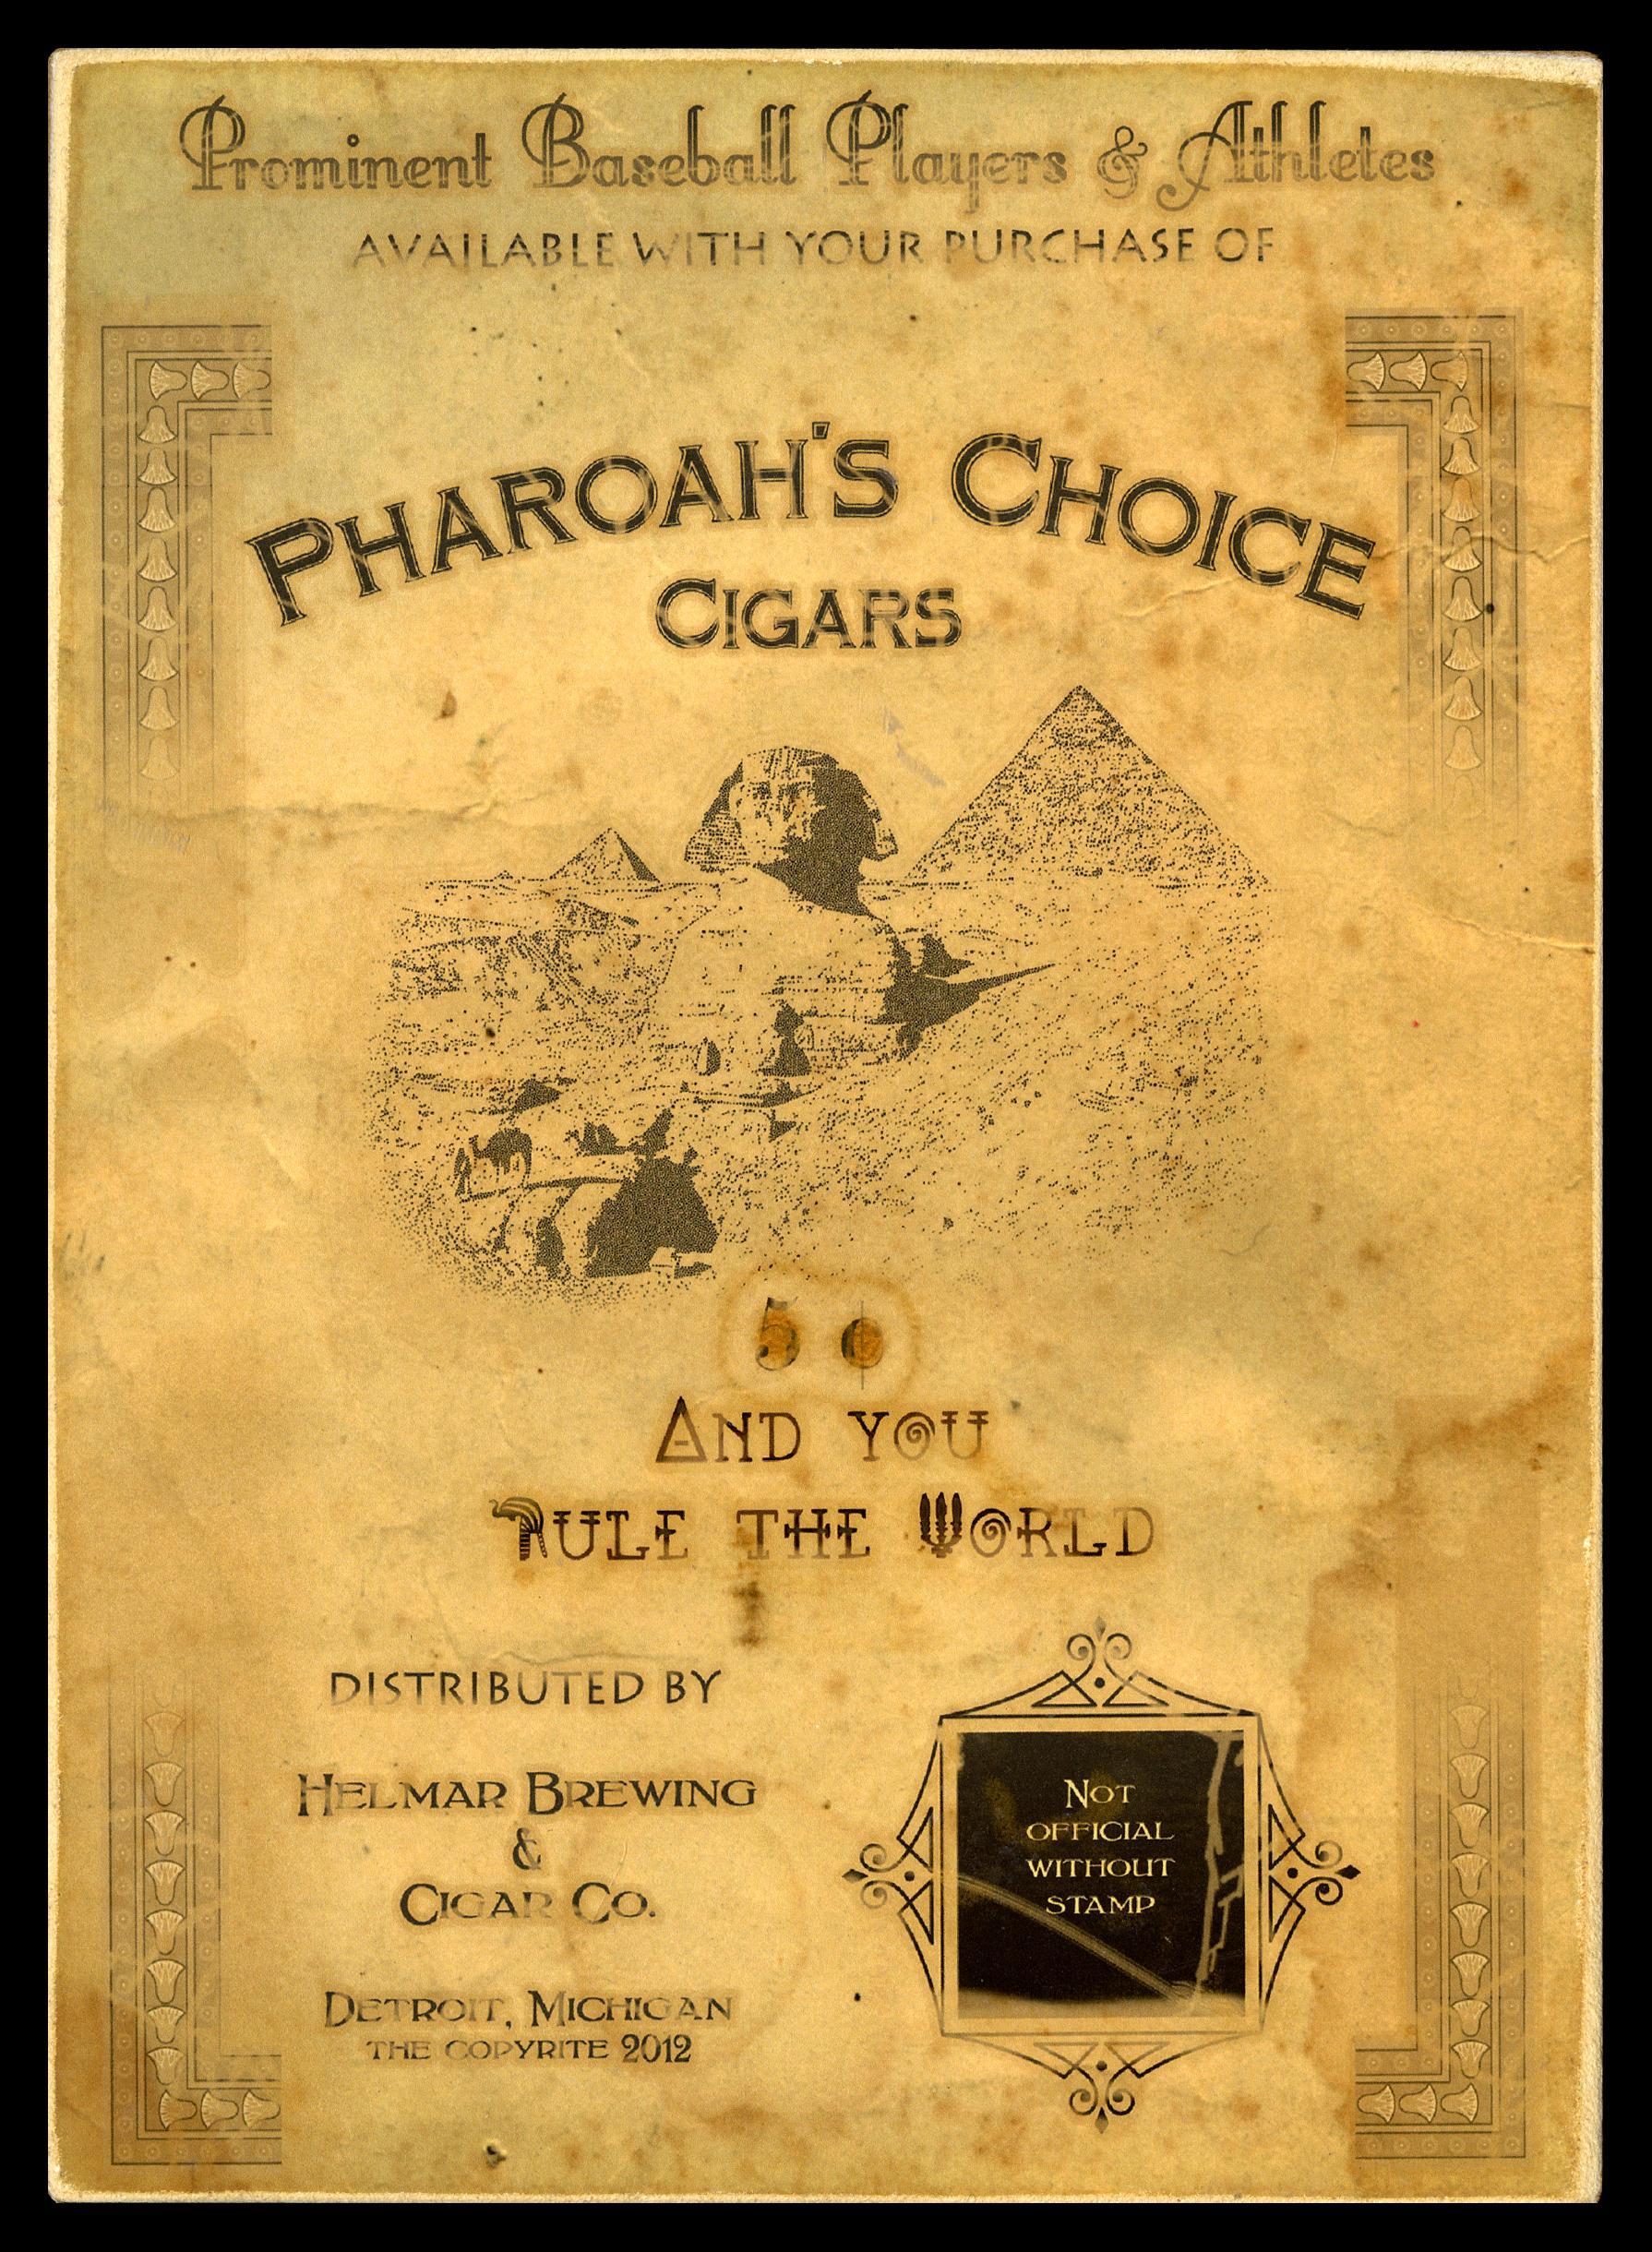 Prominent Baseball Players & Athletes
AVAILABLE WITH YOUR PURCHASE OF
PHAROAH'S CHOICE
CIGARS
5 ¢
AND YOU
RULE THE WORLD
DISTRIBUTED BY
HELMAR BREWING
&
CIGAR CO.
DETROIT, MICHIGAN
THE COPYRITE 2012
NOT
OFFICIAL
WITHOUT
STAMP